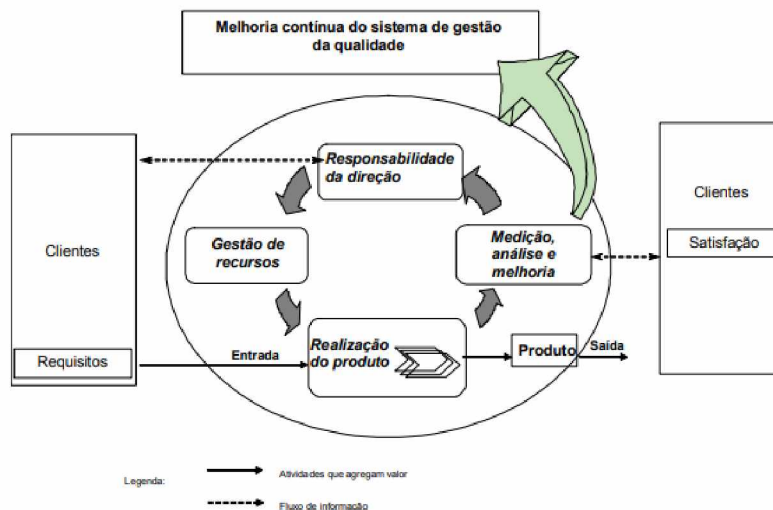 Melhoria contínua do sistema de gestão
da qualidade
Clientes
Requisitos
Responsabilidade
da direção
Gestão de
recursos
Medição,
análise e
melhoria
Clientes
Satisfação
Entrada
Realização
do produto
Produto
Saída
Legenda:
Atividades que agregam valor
Fluxo de informação